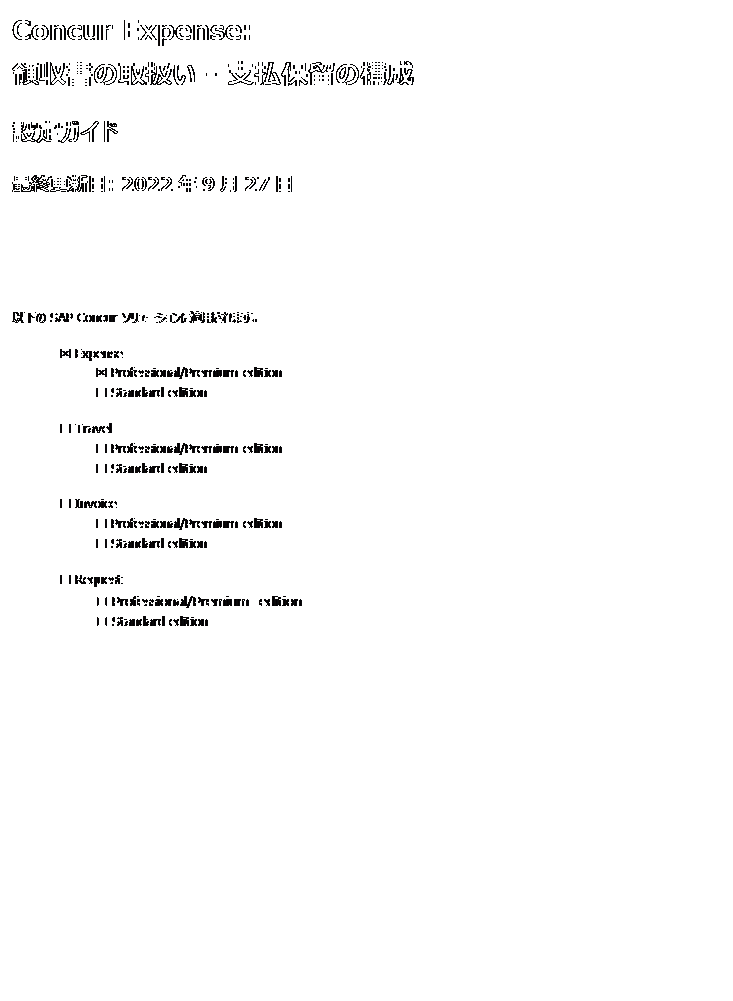 Concur Expense:
領収書の取扱い - 支払保留の構成
設定ガイド
最終更新日: 2022 年 9 月 27 日
以下の SAP Concur ソリューションに適用されます。
☒ Expense
☒ Professional/Premium edition
☐ Standard edition
☐ Travel
☐ Professional/Premium edition
☐ Standard edition
☐ Invoice
☐ Professional/Premium edition
☐ Standard edition
☐ Request
☐ Professional/Premium edition
☐ Standard edition